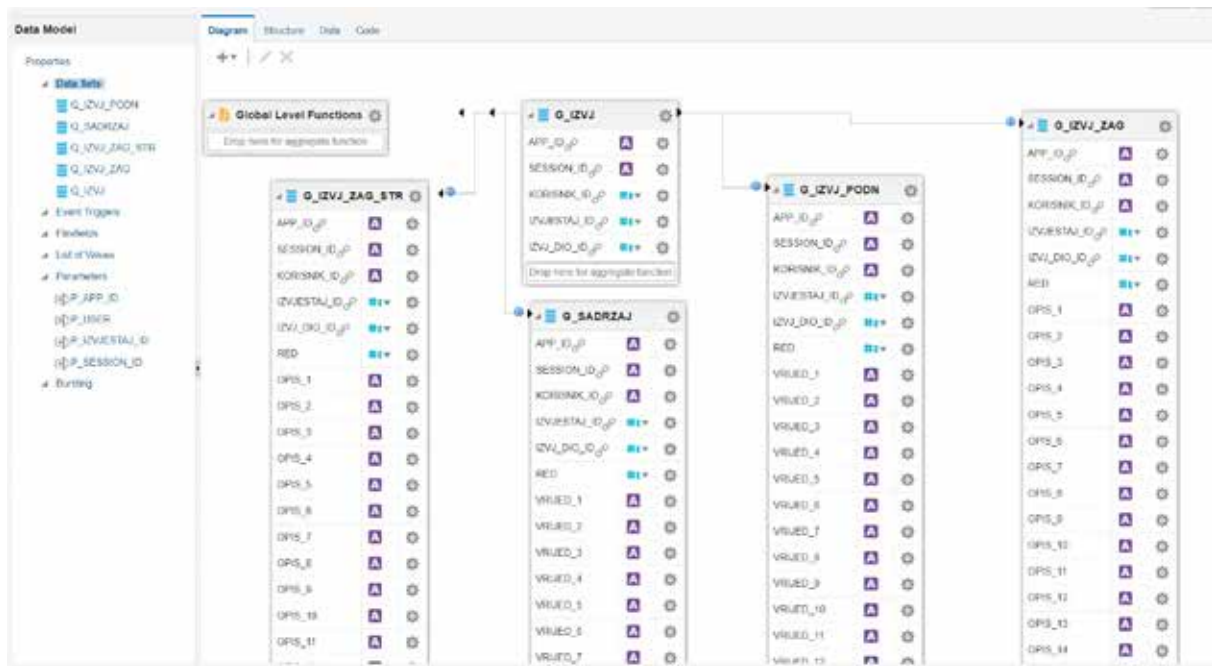 Data Model
Diagram Structure Data Code
Properties
Data Sets
G_IZVJ_PODN
G_SADRZAJ
G_IZVJ_ZAG_STR
G_IZVJ_ZAG
G_IZVJ
Event Triggers
Flexfields
List of Values
Parameters
P_APP_ID
P_USER
P_IZVJESTAJ_ID
P_SESSION_ID
Bursting
Global Level Functions
Drop here for aggregate function
G_IZVJ_ZAG_STR
APP_ID
SESSION_ID
KORISNIK_ID
IZVJESTAJ_ID
IZVJ_DIO_ID
RED
OPIS_1
OPIS_2
OPIS_3
OPIS_4
OPIS_5
OPIS_6
OPIS_7
OPIS_8
OPIS_9
OPIS_10
OPIS_11
G_IZVJ
APP_ID
SESSION_ID
KORISNIK_ID
IZVJESTAJ_ID
IZVJ_DIO_ID
Drop here for aggregate function
G_SADRZAJ
APP_ID
SESSION_ID
KORISNIK_ID
IZVJESTAJ_ID
IZVJ_DIO_ID
RED
VRIJED_1
VRIJED_2
VRIJED_3
VRIJED_4
VRIJED_5
VRIJED_6
VRIJED_7
G_IZVJ_PODN
APP_ID
SESSION_ID
KORISNIK_ID
IZVJESTAJ_ID
IZVJ_DIO_ID
RED
VRIJED_1
VRIJED_2
VRIJED_3
VRIJED_4
VRIJED_5
VRIJED_6
VRIJED_7
VRIJED_8
VRIJED_9
VRIJED_10
VRIJED_11
VRIJED_12
G_IZVJ_ZAG
APP_ID
SESSION_ID
KORISNIK_ID
IZVJESTAJ_ID
IZVJ_DIO_ID
RED
OPIS_1
OPIS_2
OPIS_3
OPIS_4
OPIS_5
OPIS_6
OPIS_7
OPIS_8
OPIS_9
OPIS_10
OPIS_11
OPIS_12
OPIS_13
OPIS_14